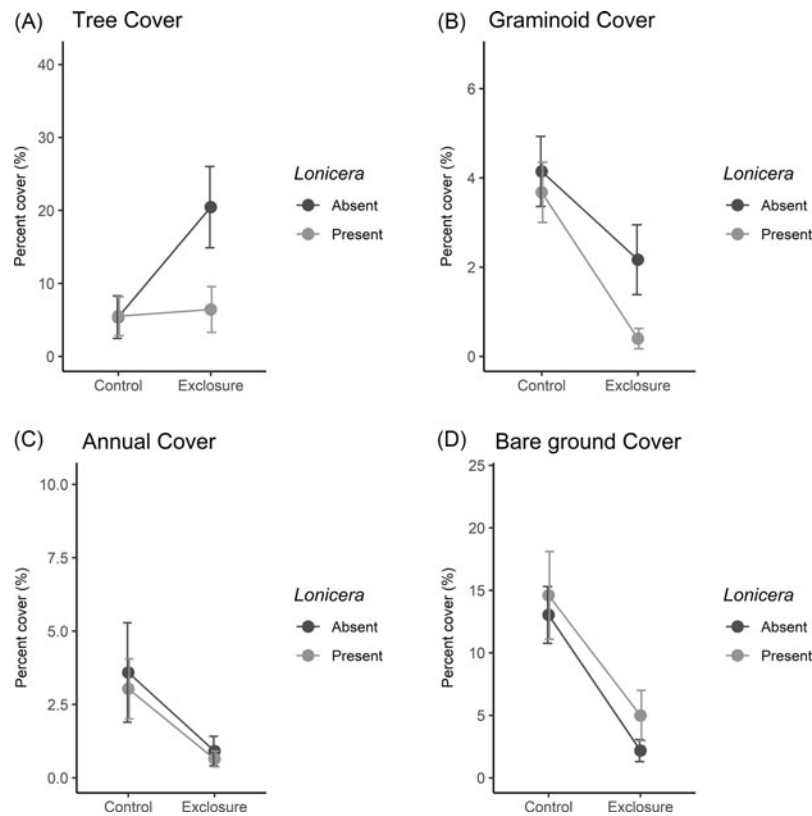 (A) Tree Cover
Percent cover (%)
40
30
20
10
0
Control Exclosure
Lonicera
Absent
Present
(B) Graminoid Cover
Percent cover (%)
6
4
2
0
Control Exclosure
Lonicera
Absent
Present
(C) Annual Cover
Percent cover (%)
10.0
7.5
5.0
2.5
0.0
Control Exclosure
Lonicera
Absent
Present
(D) Bare ground Cover
Percent cover (%)
25
20
15
10
5
0
Control Exclosure
Lonicera
Absent
Present